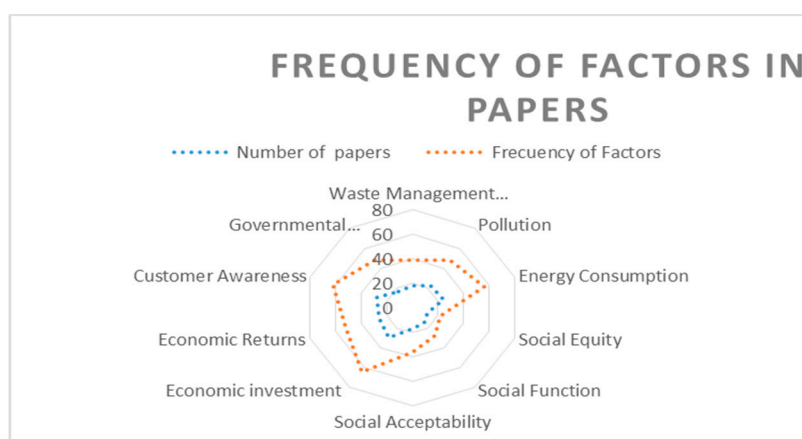 FREQUENCY OF FACTORS IN
PAPERS
Number of papers
Frecuency of Factors
Waste Management...
Governmental...
80
Pollution
60
40
Customer Awareness
Energy Consumption
20
0
Economic Returns
Social Equity
Economic investment
Social Function
Social Acceptability